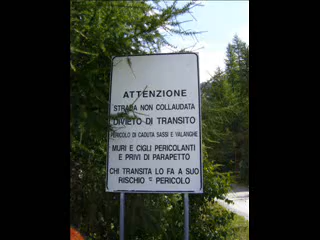 ATTENZIONE
STRADA NON COLLAUDATA
DIVIETO DI TRANSITO
PERICOLO DI CADUTA SASSI E VALANGHE
MURI E CIGLI PERICOLANTI
E PRIVI DI PARAPETTO
CHI TRANSITA LO FA A SUO
RISCHIO = PERICOLO